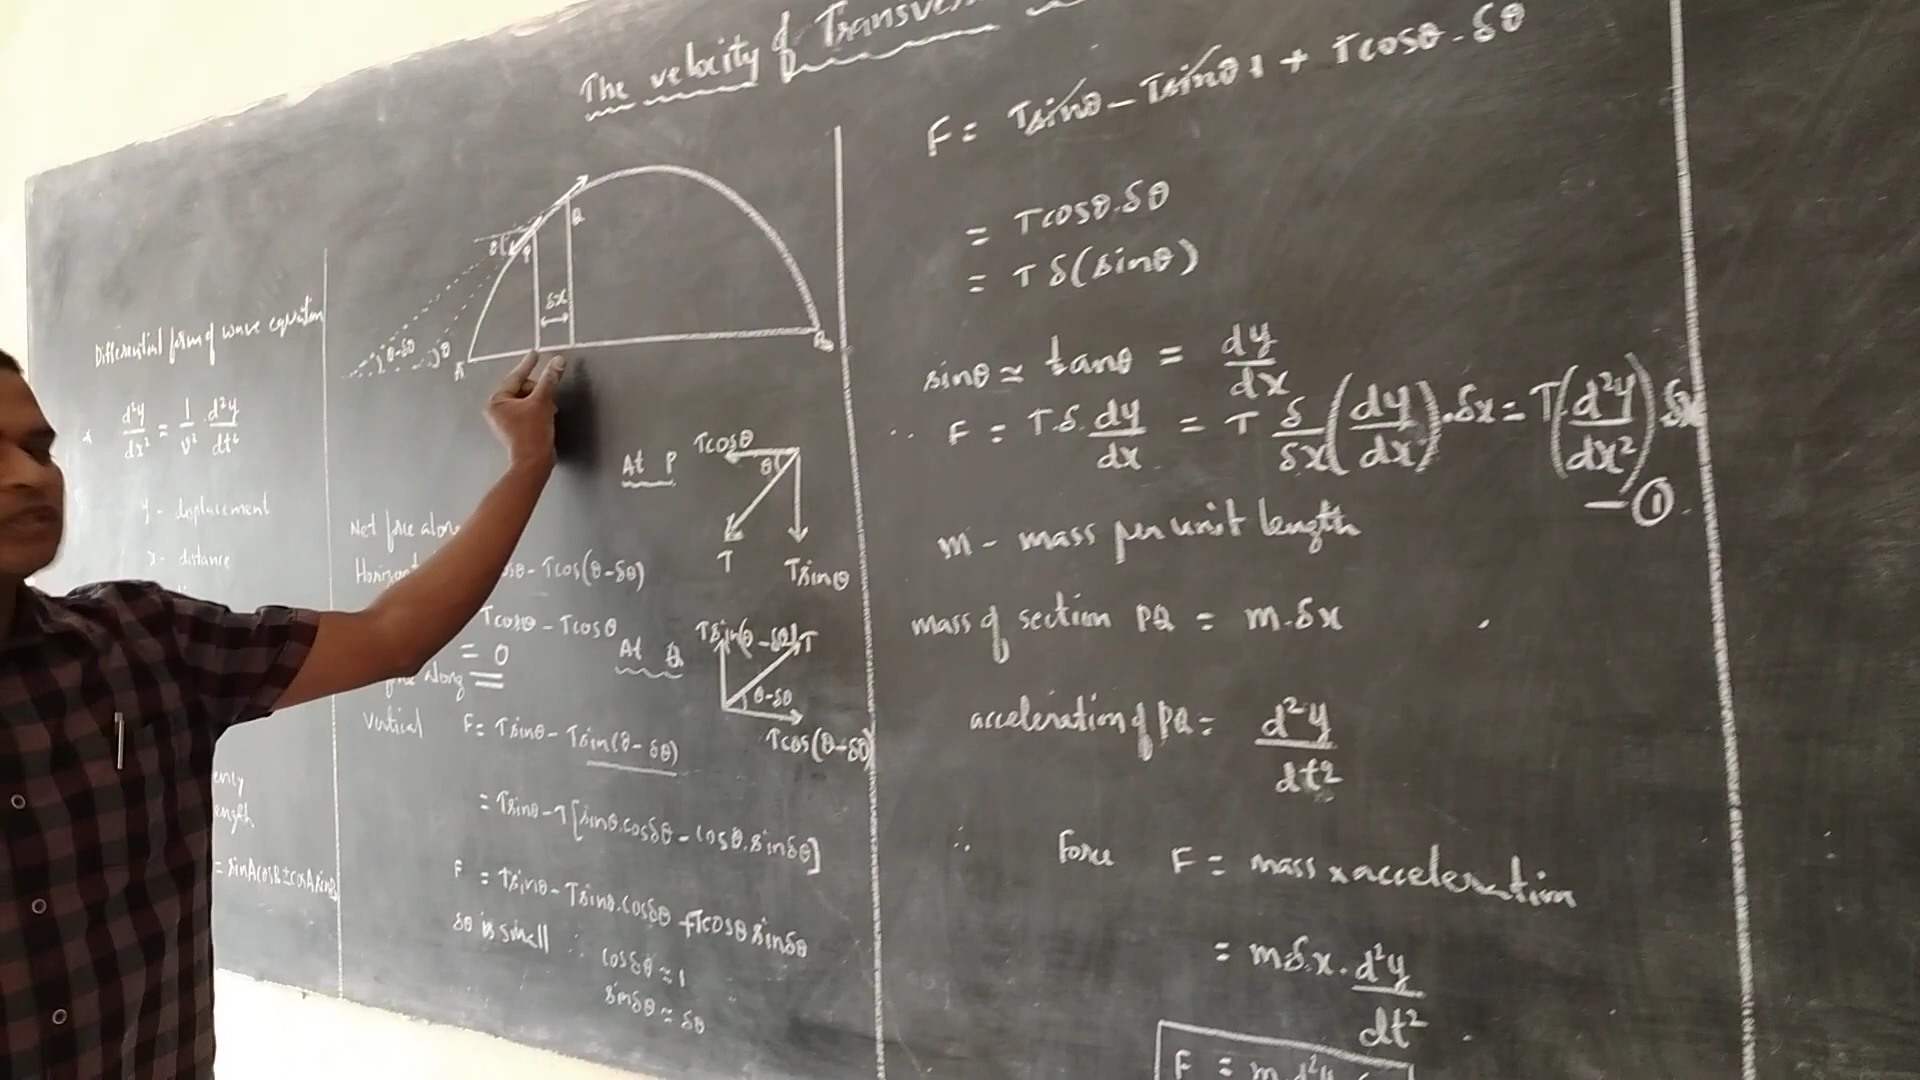 The velocity of
Differential form of wave equation
d²y/dx² = 1/v² · d²y/dt²
y - displacement
x - distance
= sinAcosB ± cosAsinB
P
Q
δx
θ-δθ
θ
A
Net force along
- Tcos(θ-δθ)
Tcosθ - Tcosθ
= 0
along
Vertical F = Tsinθ - Tsin(θ-δθ)
= Tsinθ - T[sinθ.cosδθ - cosθ.sinδθ]
F = Tsinθ - Tsinθ.cosδθ + Tcosθ sinδθ
δθ is small ∴ cosδθ ≈ 1
sinδθ ≈ δθ
At P
Tcosθ
θ
T
Tsinθ
At Q
Tsin(θ-δθ)
T
θ-δθ
Tcos(θ-δθ)
F = Tsinθ - Tsinθ 1 + Tcosθ.δθ
= Tcosθ.δθ
= T δ(sinθ)
sinθ ≈ tanθ = dy/dx
F = T.δ. dy/dx = T δ/δx (dy/dx).δx = T(d²y/dx²) δx
- ①
m - mass per unit length
mass of section PQ = m.δx
acceleration of PQ = d²y/dt²
∴ Force F = mass x acceleration
= mδx. d²y/dt²